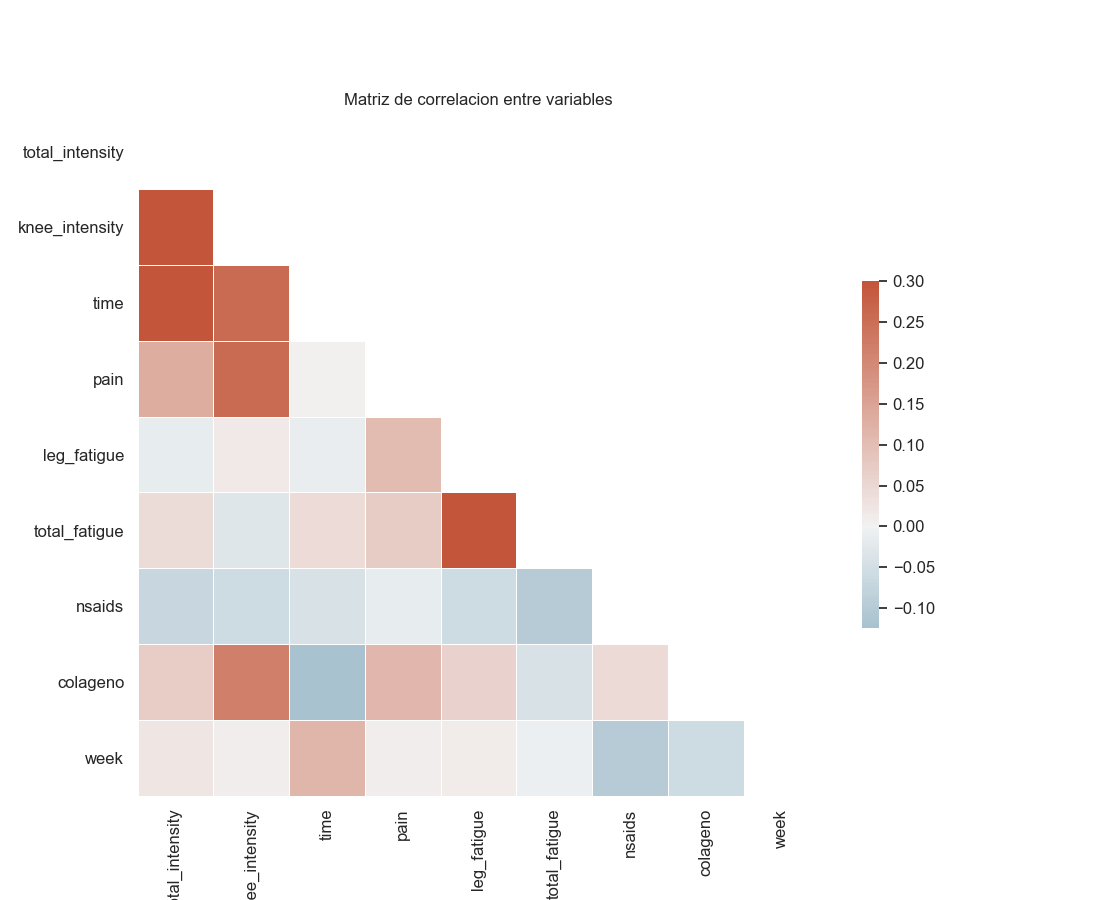 Matriz de correlacion entre variables
total_intensity
knee_intensity
time
pain
leg_fatigue
total_fatigue
nsaids
colageno
week
0.30
0.25
0.20
0.15
0.10
0.05
0.00
−0.05
−0.10
otal_intensity
ee_intensity
time
pain
leg_fatigue
total_fatigue
nsaids
colageno
week